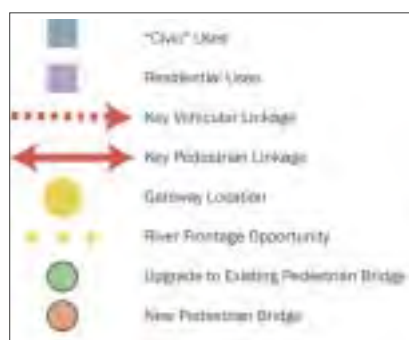 "Civic" Uses
Residential Uses
Key Vehicular Linkage
Key Pedestrian Linkage
Gateway Location
River Frontage Opportunity
Upgrade to Existing Pedestrian Bridge
New Pedestrian Bridge